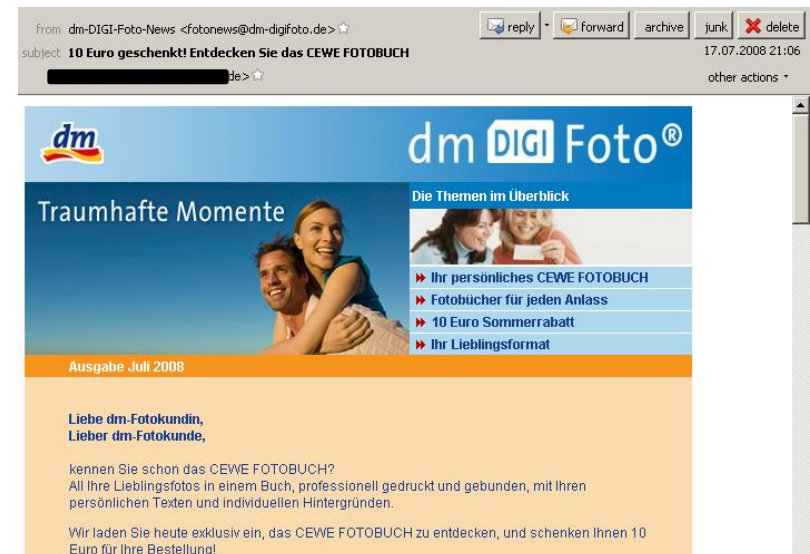 from dm-DIGI-Foto-News <fotonews@dm-digifoto.de>
reply forward archive junk delete
subject 10 Euro geschenkt! Entdecken Sie das CEWE FOTOBUCH
17.07.2008 21:06
de>
other actions
dm
dm DIGI Foto®
Traumhafte Momente
Die Themen im Überblick
Ihr persönliches CEWE FOTOBUCH
Fotobücher für jeden Anlass
10 Euro Sommerrabatt
Ihr Lieblingsformat
Ausgabe Juli 2008
Liebe dm-Fotokundin,
Lieber dm-Fotokunde,
kennen Sie schon das CEWE FOTOBUCH?
All Ihre Lieblingsfotos in einem Buch, professionell gedruckt und gebunden, mit Ihren
persönlichen Texten und individuellen Hintergründen.
Wir laden Sie heute exklusiv ein, das CEWE FOTOBUCH zu entdecken, und schenken Ihnen 10
Euro für Ihre Bestellung!